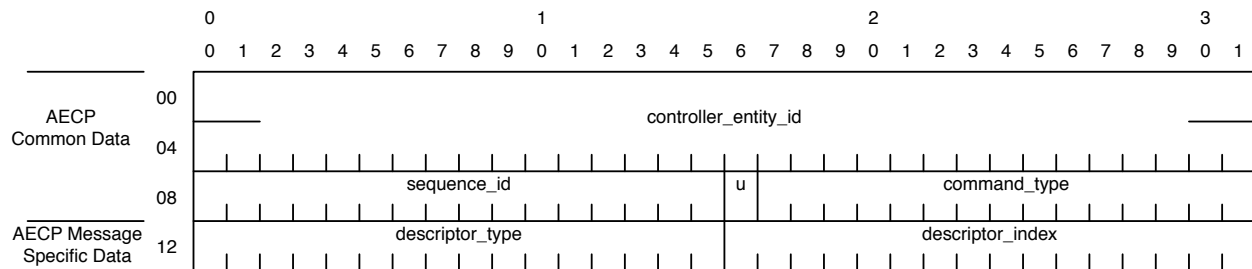 0 1 2 3
0 1 2 3 4 5 6 7 8 9 0 1 2 3 4 5 6 7 8 9 0 1 2 3 4 5 6 7 8 9 0 1
00
AECP
Common Data
controller_entity_id
04
sequence_id u command_type
08
AECP Message
Specific Data
descriptor_type descriptor_index
12